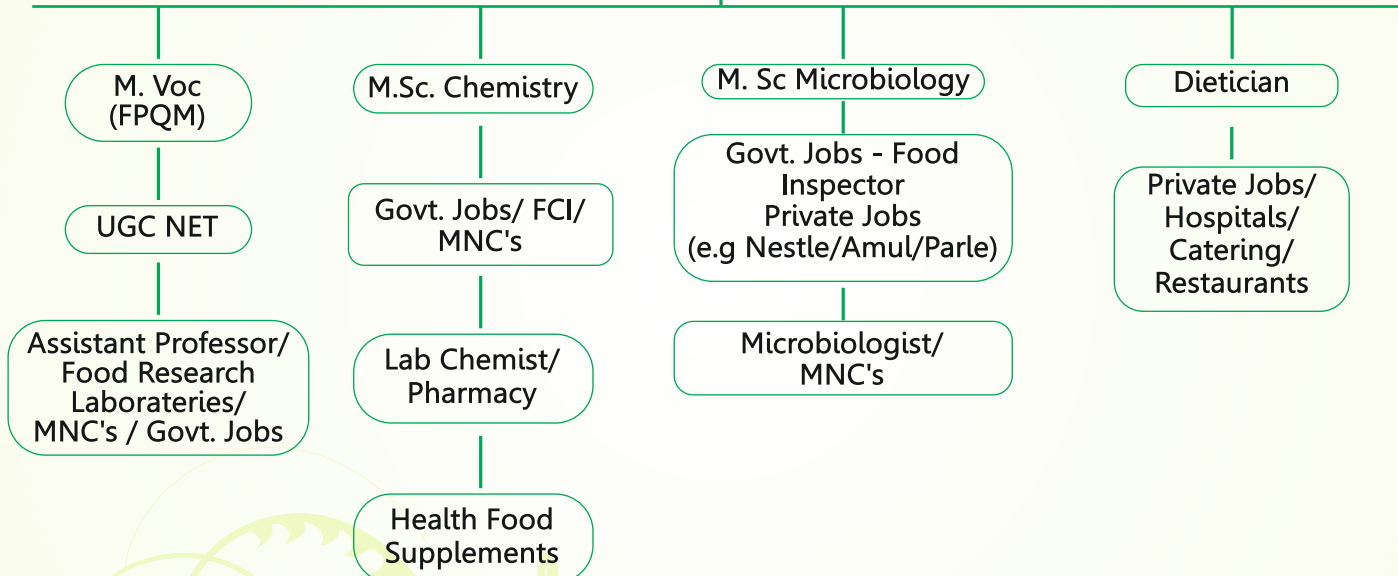 M. Voc
(FPQM)
UGC NET
Assistant Professor/
Food Research
Laborateries/
MNC's / Govt. Jobs
M.Sc. Chemistry
Govt. Jobs/ FCI/
MNC's
Lab Chemist/
Pharmacy
Health Food
Supplements
M. Sc Microbiology
Govt. Jobs - Food
Inspector
Private Jobs
(e.g Nestle/Amul/Parle)
Microbiologist/
MNC's
Dietician
Private Jobs/
Hospitals/
Catering/
Restaurants